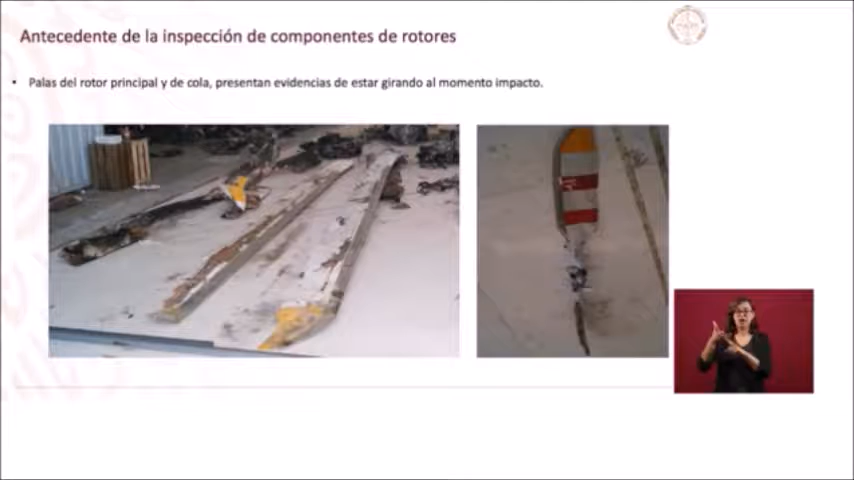 Antecedente de la inspección de componentes de rotores
• Palas del rotor principal y de cola, presentan evidencias de estar girando al momento impacto.